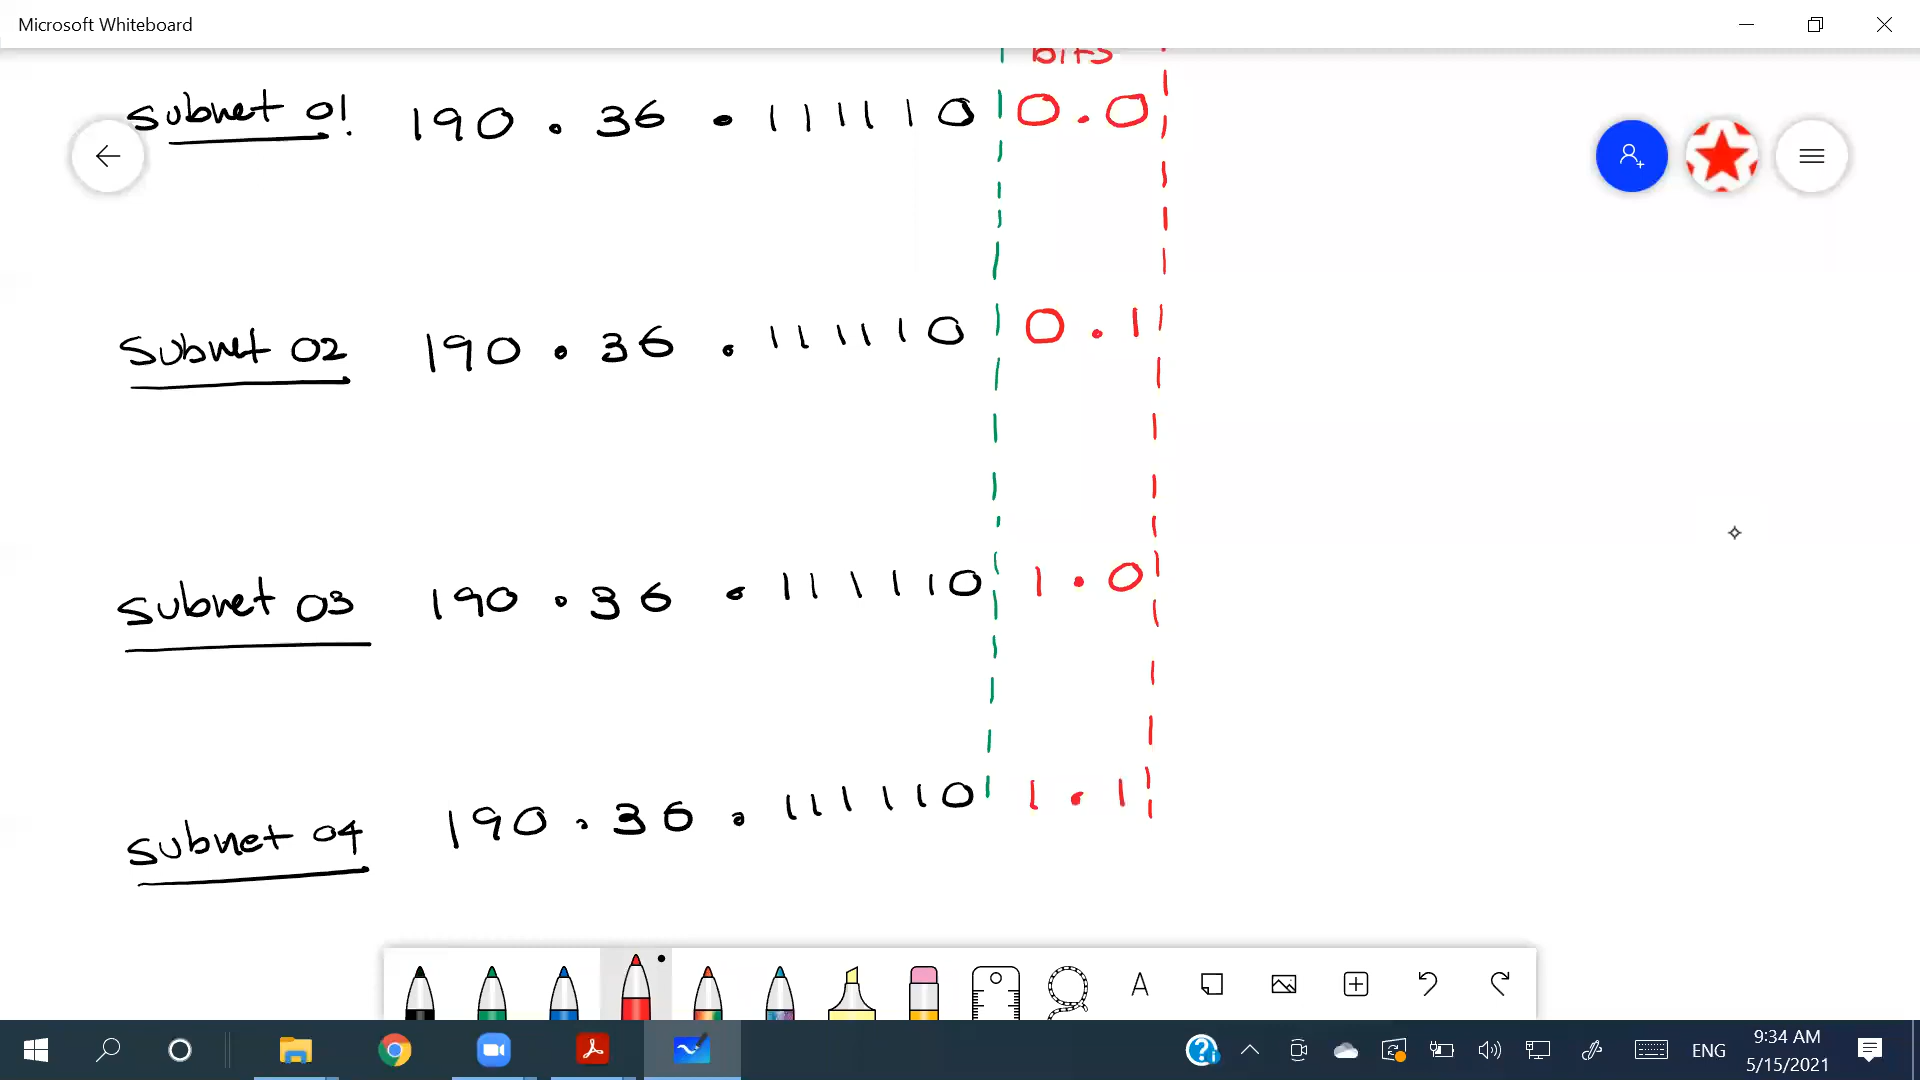 Microsoft Whiteboard
bits
Subnet 01! 190.36.111110 0.0
Subnet 02 190.36.111110 0.1
Subnet 03 190.36.111110 1.0
Subnet 04 190.36.111110 1.1
ENG
9:34 AM
5/15/2021